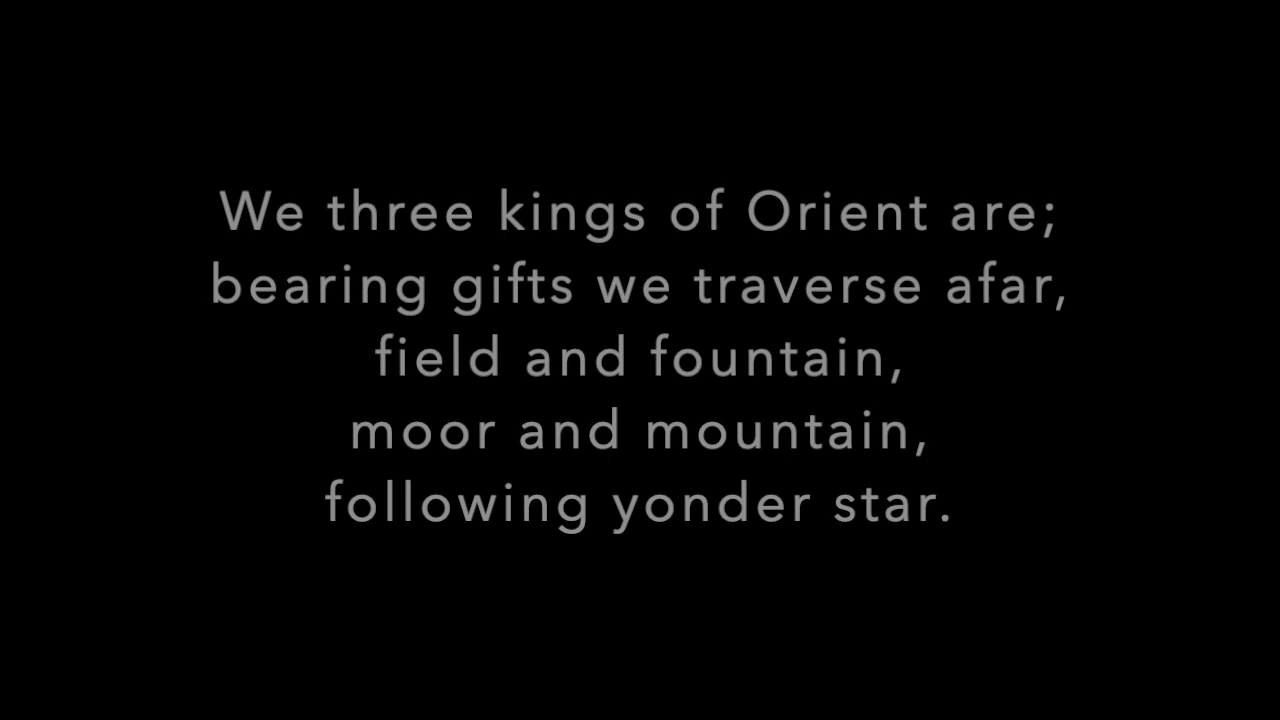 We three kings of Orient are;
bearing gifts we traverse afar,
field and fountain,
moor and mountain,
following yonder star.